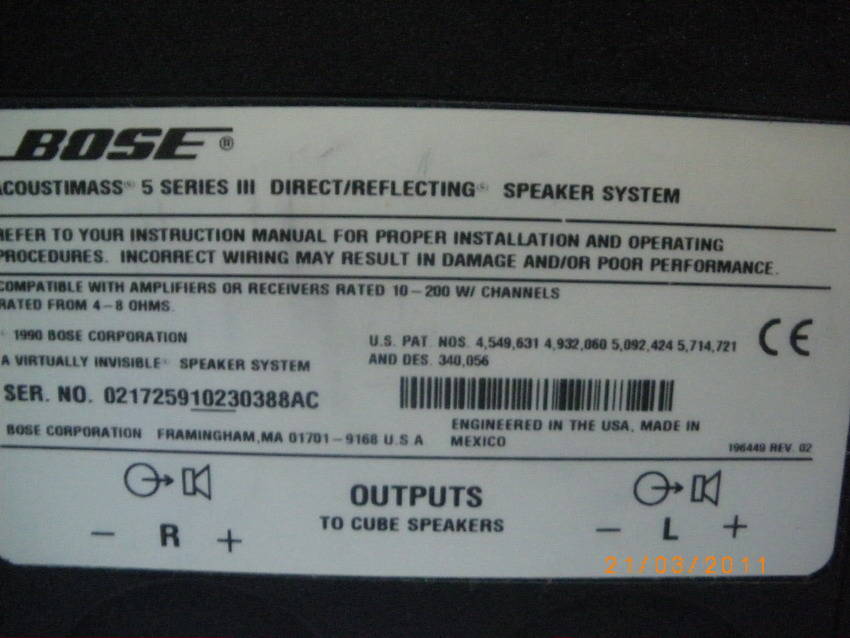 BOSE®
ACOUSTIMASS® 5 SERIES III DIRECT/REFLECTING® SPEAKER SYSTEM
REFER TO YOUR INSTRUCTION MANUAL FOR PROPER INSTALLATION AND OPERATING
PROCEDURES. INCORRECT WIRING MAY RESULT IN DAMAGE AND/OR POOR PERFORMANCE.
COMPATIBLE WITH AMPLIFIERS OR RECEIVERS RATED 10-200 W/ CHANNELS
RATED FROM 4-8 OHMS.
© 1990 BOSE CORPORATION
A VIRTUALLY INVISIBLE® SPEAKER SYSTEM
U.S. PAT. NOS. 4,549,631 4,932,060 5,092,424 5,714,721
AND DES. 340,056
CE
SER. NO. 021725910230388AC
BOSE CORPORATION FRAMINGHAM,MA 01701-9168 U.S A
ENGINEERED IN THE USA, MADE IN
MEXICO
196449 REV. 02
- R +
OUTPUTS
TO CUBE SPEAKERS
- L +
21/03/2011